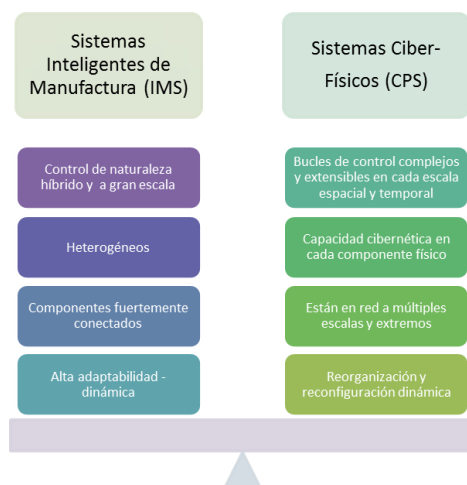 Sistemas
Inteligentes de
Manufactura (IMS)
Sistemas Ciber-
Físicos (CPS)
Control de naturaleza
híbrido y  a gran escala
Heterogéneos
Componentes fuertemente
conectados
Alta adaptabilidad -
dinámica
Bucles de control complejos
y extensibles en cada escala
espacial y temporal
Capacidad cibernética en
cada componente físico
Están en red a múltiples
escalas y extremos
Reorganización y
reconfiguración dinámica